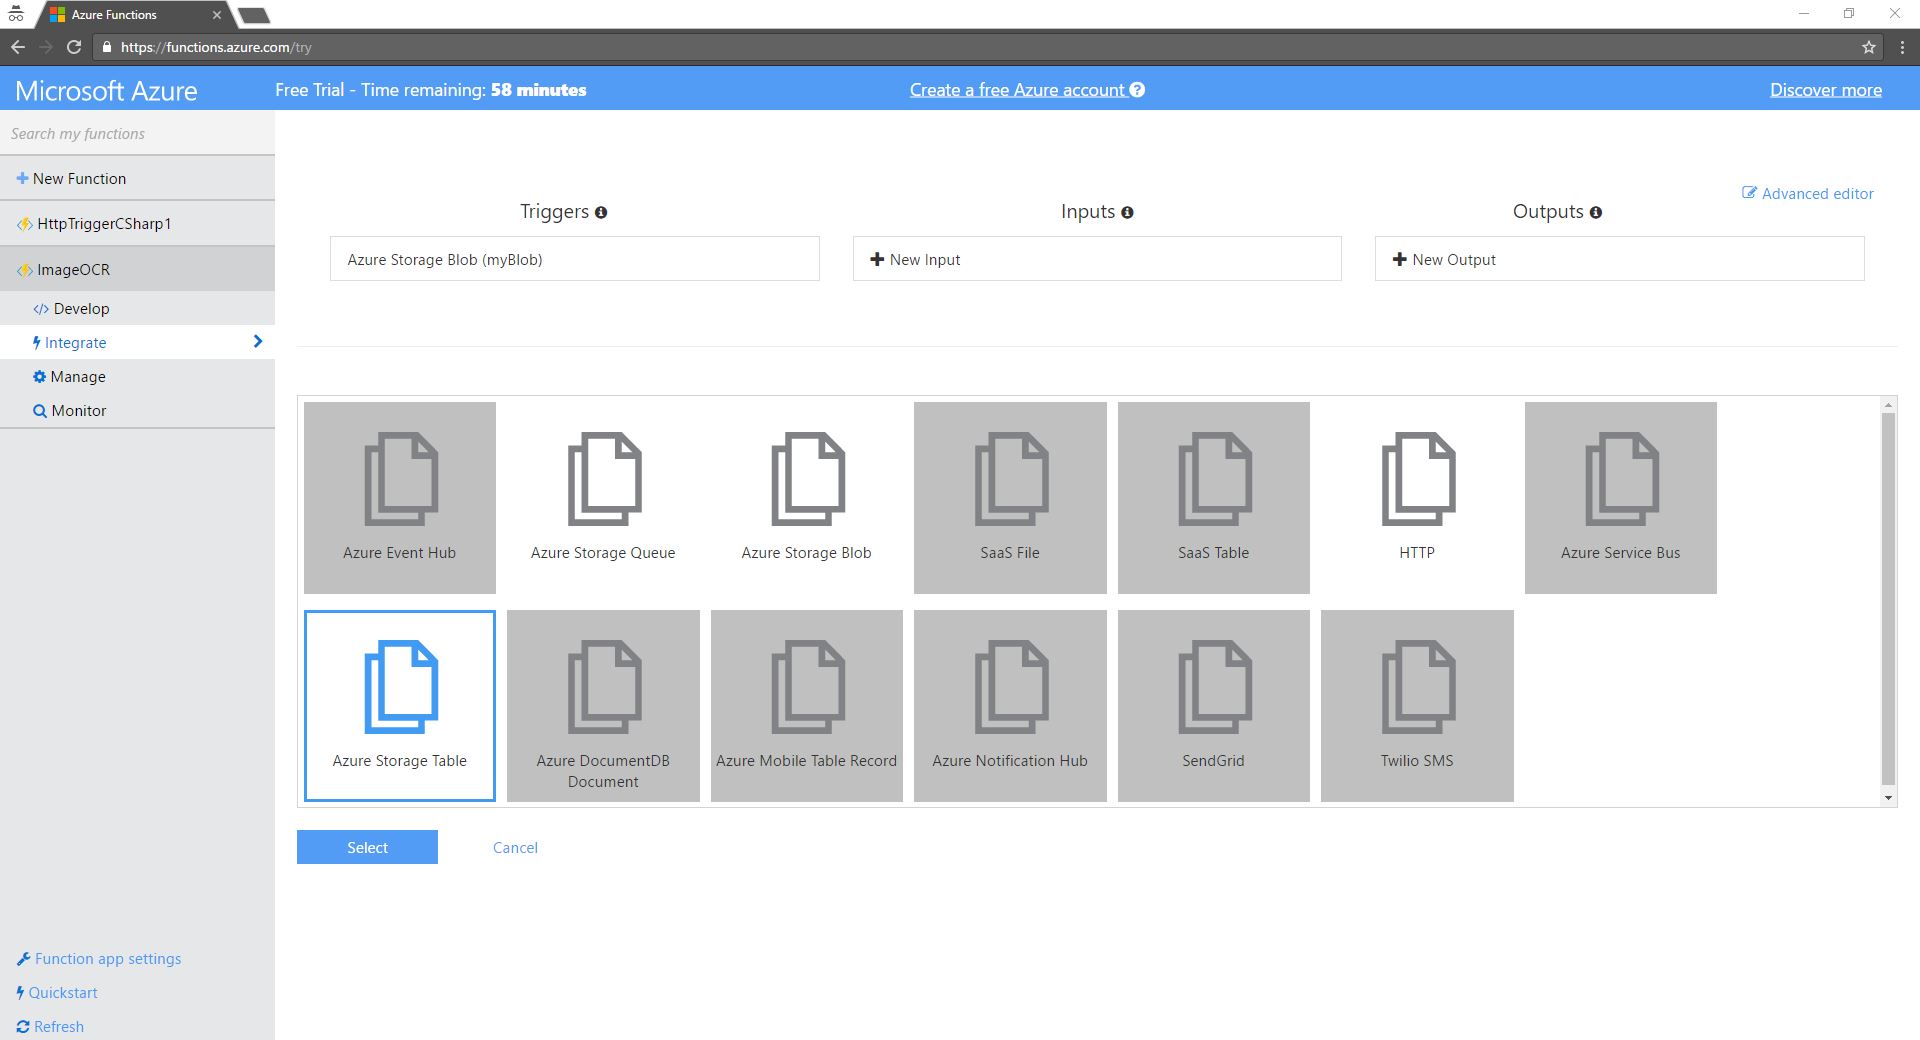 Azure Functions
https://functions.azure.com/try
Microsoft Azure
Free Trial - Time remaining: 58 minutes
Create a free Azure account
Discover more
Search my functions
New Function
HttpTriggerCSharp1
ImageOCR
Develop
Integrate
Manage
Monitor
Function app settings
Quickstart
Refresh
Advanced editor
Triggers
Inputs
Outputs
Azure Storage Blob (myBlob)
New Input
New Output
Azure Event Hub
Azure Storage Queue
Azure Storage Blob
SaaS File
SaaS Table
HTTP
Azure Service Bus
Azure Storage Table
Azure DocumentDB
Document
Azure Mobile Table Record
Azure Notification Hub
SendGrid
Twilio SMS
Select
Cancel